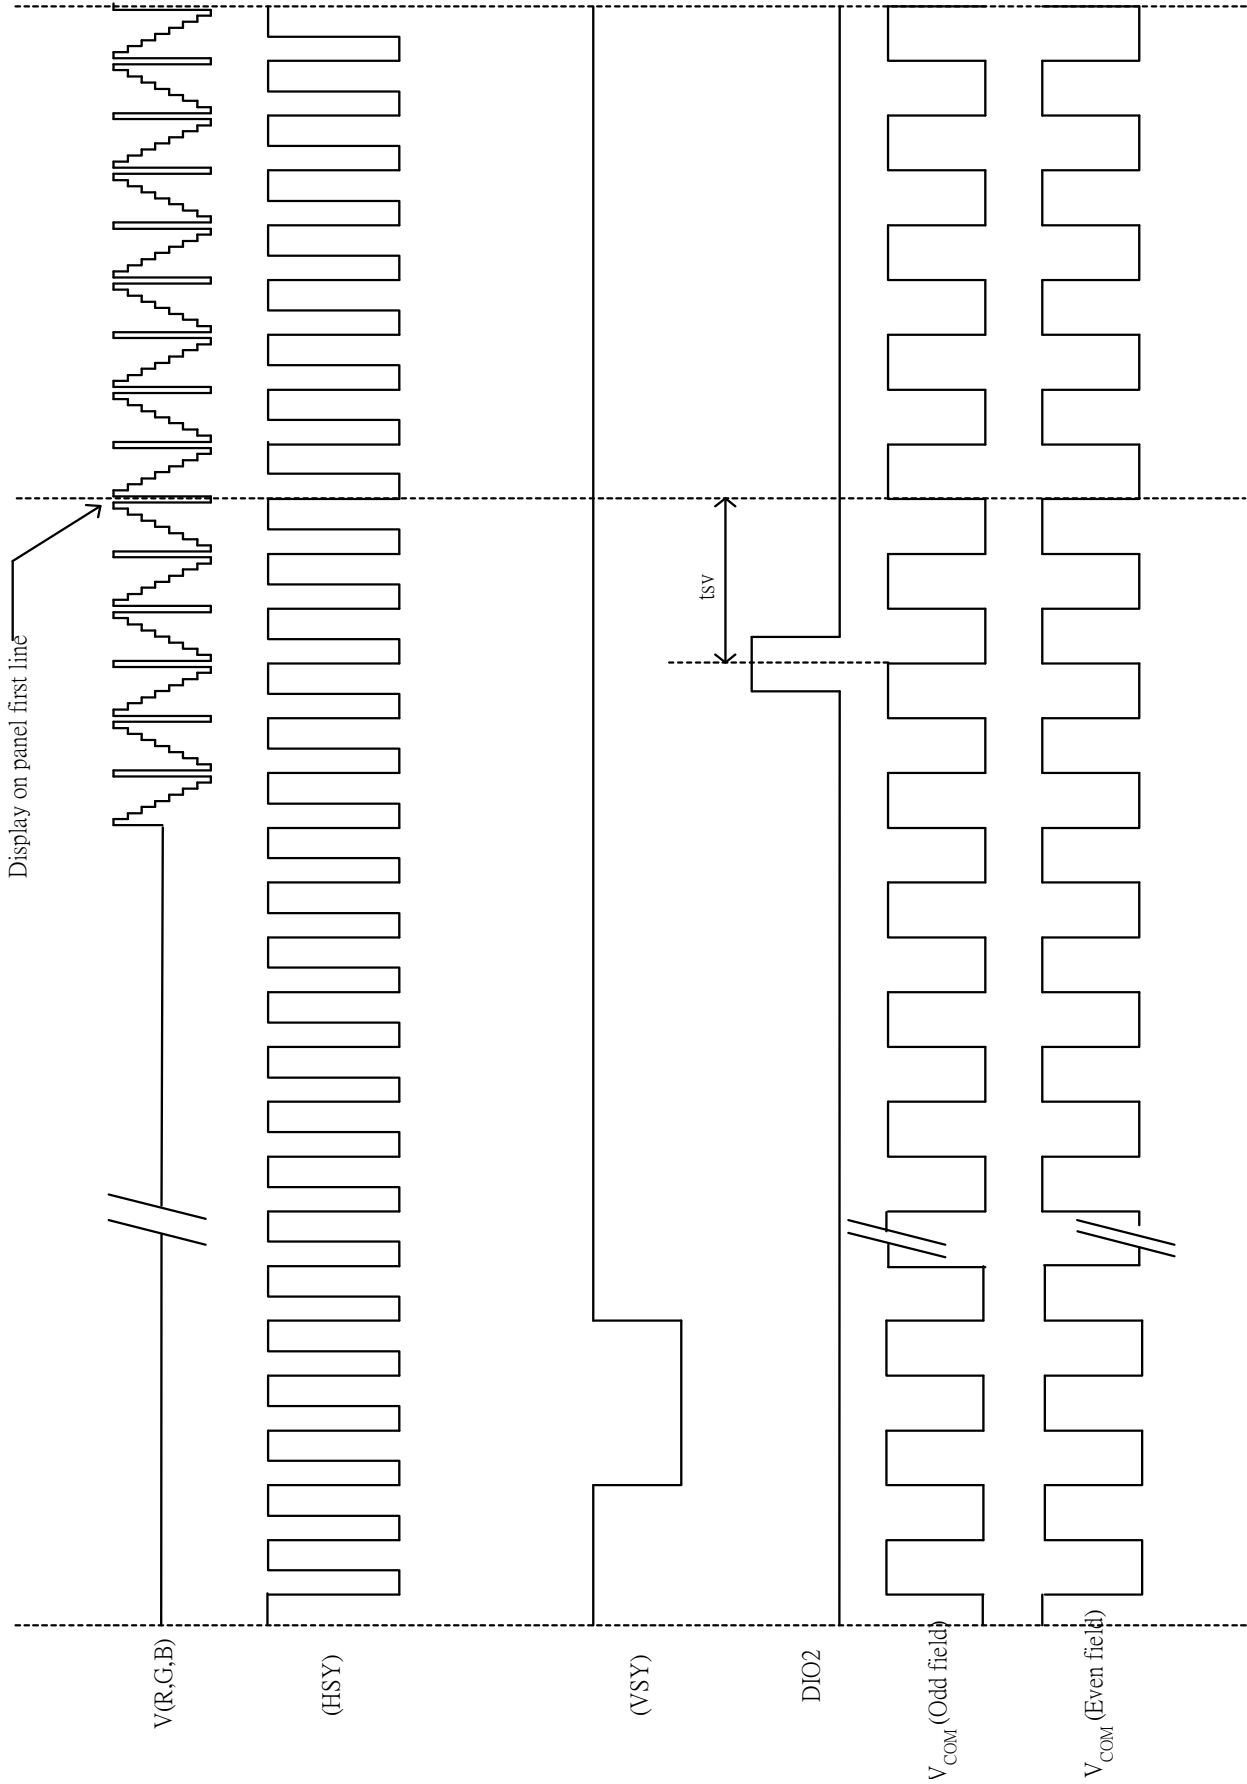 Display on panel first line
V(R,G,B)
(HSY)
(VSY)
tsv
DIO2
VCOM (Odd field)
VCOM (Even field)